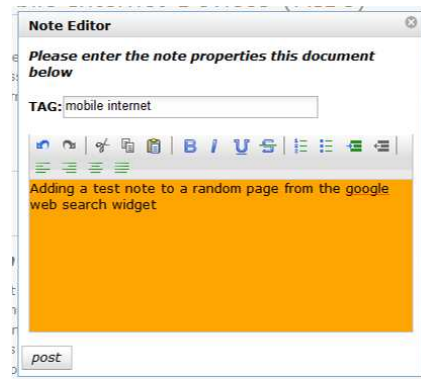 Note Editor
Please enter the note properties this document
below
TAG: mobile internet
B I U S
Adding a test note to a random page from the google
web search widget
post